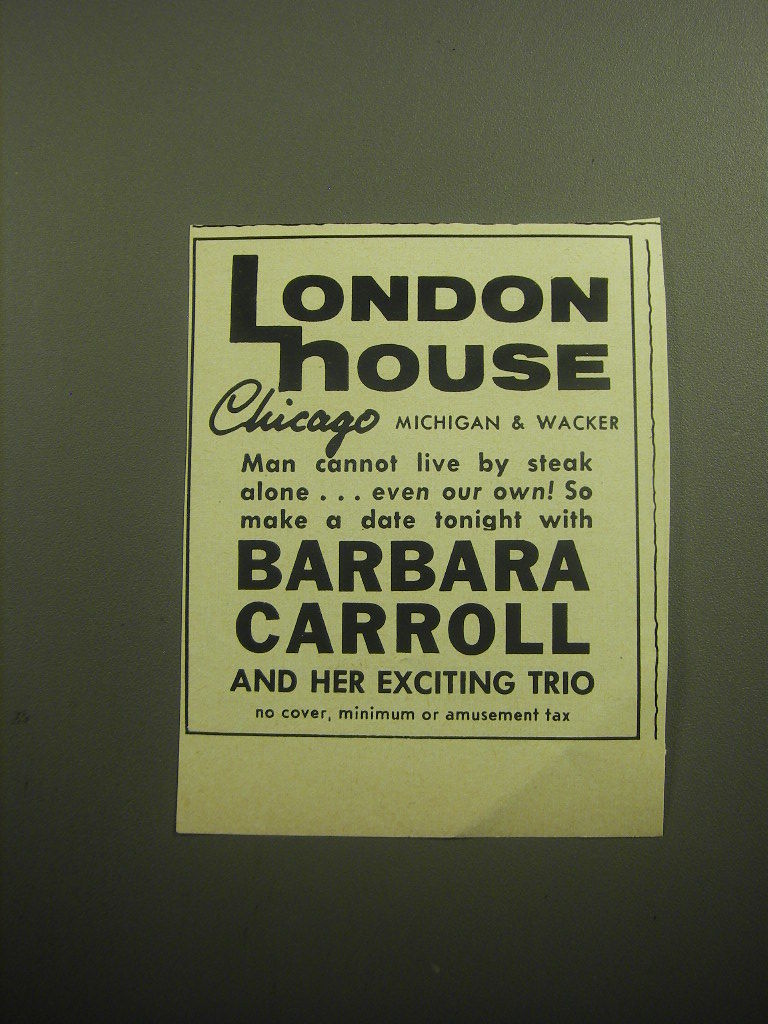 LONDON
hOUSE
Chicago MICHIGAN & WACKER
Man cannot live by steak
alone . . . even our own! So
make a date tonight with
BARBARA
CARROLL
AND HER EXCITING TRIO
no cover, minimum or amusement tax